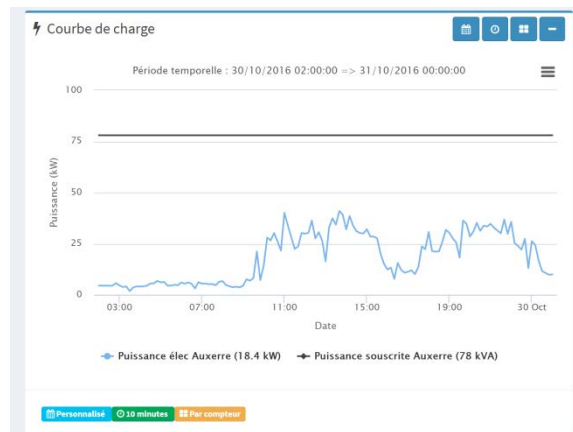 Courbe de charge
Période temporelle : 30/10/2016 02:00:00 => 31/10/2016 00:00:00
100
75
50
25
0
Puissance (kW)
03:00 07:00 11:00 15:00 19:00 30 Oct
Date
Puissance élec Auxerre (18.4 kW) Puissance souscrite Auxerre (78 kVA)
Personnalisé 10 minutes Par compteur